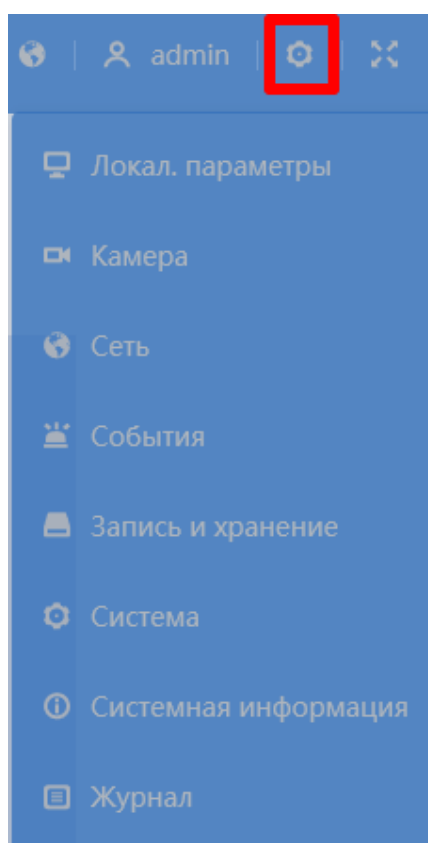 admin
Локал. параметры
Камера
Сеть
События
Запись и хранение
Система
Системная информация
Журнал